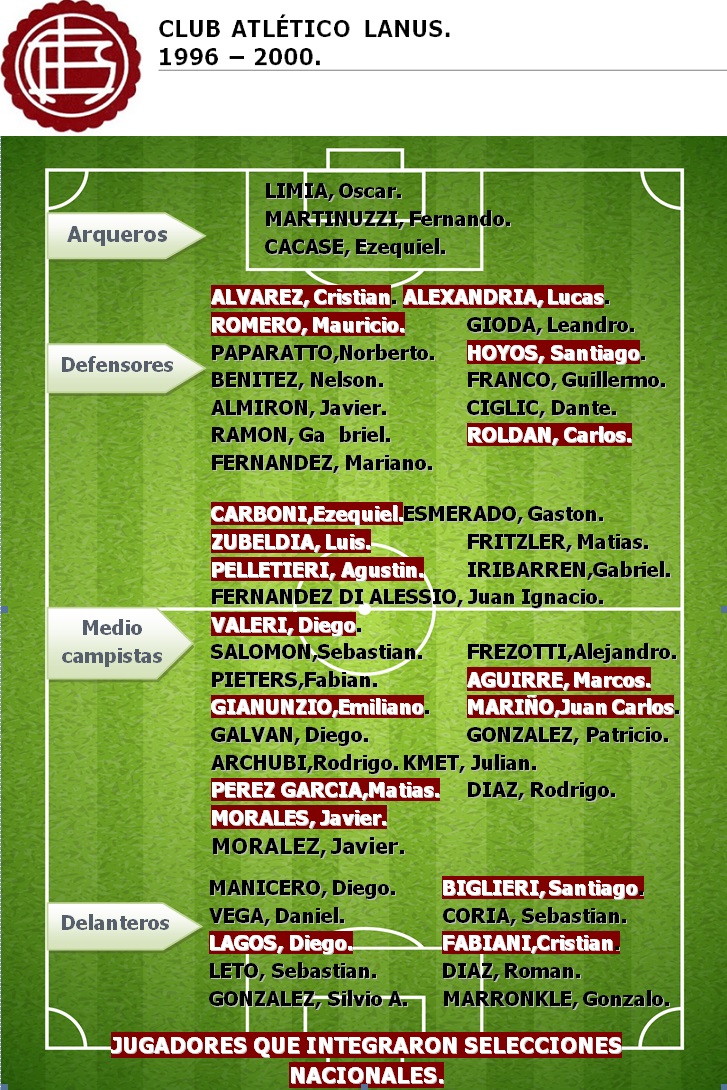 CLUB ATLÉTICO LANUS.
1996 – 2000.
Arqueros
LIMIA, Oscar.
MARTINUZZI, Fernando.
CACASE, Ezequiel.
Defensores
ALVAREZ, Cristian. ALEXANDRIA, Lucas.
ROMERO, Mauricio. GIODA, Leandro.
PAPARATTO,Norberto. HOYOS, Santiago.
BENITEZ, Nelson. FRANCO, Guillermo.
ALMIRON, Javier. CIGLIC, Dante.
RAMON, Ga briel. ROLDAN, Carlos.
FERNANDEZ, Mariano.
Medio
campistas
CARBONI,Ezequiel.ESMERADO, Gaston.
ZUBELDIA, Luis. FRITZLER, Matias.
PELLETIERI, Agustin. IRIBARREN,Gabriel.
FERNANDEZ DI ALESSIO, Juan Ignacio.
VALERI, Diego.
SALOMON,Sebastian. FREZOTTI,Alejandro.
PIETERS,Fabian. AGUIRRE, Marcos.
GIANUNZIO,Emiliano. MARIÑO,Juan Carlos.
GALVAN, Diego. GONZALEZ, Patricio.
ARCHUBI,Rodrigo. KMET, Julian.
PEREZ GARCIA,Matias. DIAZ, Rodrigo.
MORALES, Javier.
MORALEZ, Javier.
Delanteros
MANICERO, Diego. BIGLIERI, Santiago.
VEGA, Daniel. CORIA, Sebastian.
LAGOS, Diego. FABIANI,Cristian.
LETO, Sebastian. DIAZ, Roman.
GONZALEZ, Silvio A. MARRONKLE, Gonzalo.
JUGADORES QUE INTEGRARON SELECCIONES
NACIONALES.